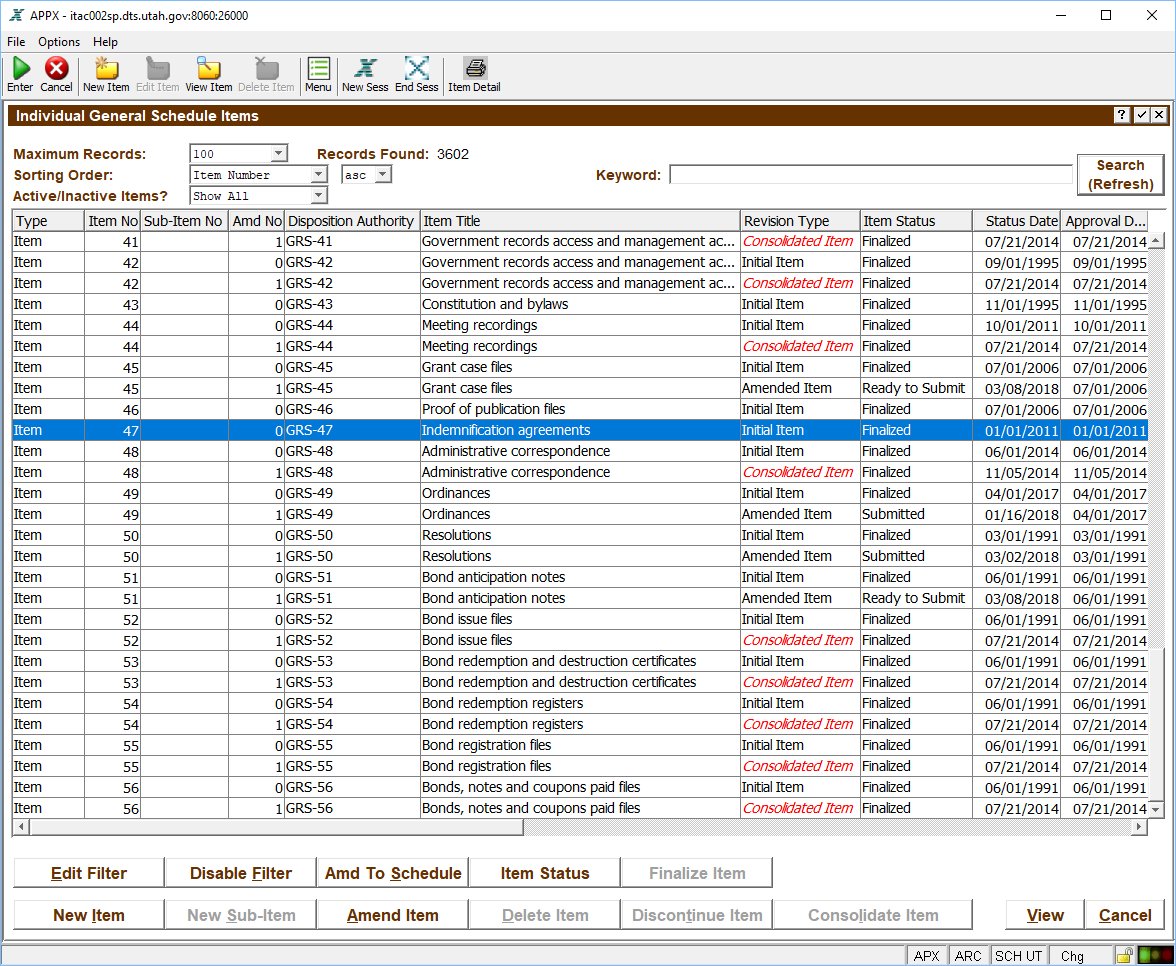 APPX - itac002sp.dts.utah.gov:8060:26000
File Options Help
Enter Cancel New Item Edit Item View Item Delete Item Menu New Sess End Sess Item Detail
Individual General Schedule Items
Maximum Records: 100 Records Found: 3602
Sorting Order: Item Number asc Keyword: Search (Refresh)
Active/Inactive Items? Show All
Type Item No Sub-Item No Amd No Disposition Authority Item Title Revision Type Item Status Status Date Approval D...
Item 41 1 GRS-41 Government records access and management ac... Consolidated Item Finalized 07/21/2014 07/21/2014
Item 42 0 GRS-42 Government records access and management ac... Initial Item Finalized 09/01/1995 09/01/1995
Item 42 1 GRS-42 Government records access and management ac... Consolidated Item Finalized 07/21/2014 07/21/2014
Item 43 0 GRS-43 Constitution and bylaws Initial Item Finalized 11/01/1995 11/01/1995
Item 44 0 GRS-44 Meeting recordings Initial Item Finalized 10/01/2011 10/01/2011
Item 44 1 GRS-44 Meeting recordings Consolidated Item Finalized 07/21/2014 07/21/2014
Item 45 0 GRS-45 Grant case files Initial Item Finalized 07/01/2006 07/01/2006
Item 45 1 GRS-45 Grant case files Amended Item Ready to Submit 03/08/2018 07/01/2006
Item 46 0 GRS-46 Proof of publication files Initial Item Finalized 07/01/2006 07/01/2006
Item 47 0 GRS-47 Indemnification agreements Initial Item Finalized 01/01/2011 01/01/2011
Item 48 0 GRS-48 Administrative correspondence Initial Item Finalized 06/01/2014 06/01/2014
Item 48 1 GRS-48 Administrative correspondence Consolidated Item Finalized 11/05/2014 11/05/2014
Item 49 0 GRS-49 Ordinances Initial Item Finalized 04/01/2017 04/01/2017
Item 49 1 GRS-49 Ordinances Amended Item Submitted 01/16/2018 04/01/2017
Item 50 0 GRS-50 Resolutions Initial Item Finalized 03/01/1991 03/01/1991
Item 50 1 GRS-50 Resolutions Amended Item Submitted 03/02/2018 03/01/1991
Item 51 0 GRS-51 Bond anticipation notes Initial Item Finalized 06/01/1991 06/01/1991
Item 51 1 GRS-51 Bond anticipation notes Amended Item Ready to Submit 03/08/2018 06/01/1991
Item 52 0 GRS-52 Bond issue files Initial Item Finalized 06/01/1991 06/01/1991
Item 52 1 GRS-52 Bond issue files Consolidated Item Finalized 07/21/2014 07/21/2014
Item 53 0 GRS-53 Bond redemption and destruction certificates Initial Item Finalized 06/01/1991 06/01/1991
Item 53 1 GRS-53 Bond redemption and destruction certificates Consolidated Item Finalized 07/21/2014 07/21/2014
Item 54 0 GRS-54 Bond redemption registers Initial Item Finalized 06/01/1991 06/01/1991
Item 54 1 GRS-54 Bond redemption registers Consolidated Item Finalized 07/21/2014 07/21/2014
Item 55 0 GRS-55 Bond registration files Initial Item Finalized 06/01/1991 06/01/1991
Item 55 1 GRS-55 Bond registration files Consolidated Item Finalized 07/21/2014 07/21/2014
Item 56 0 GRS-56 Bonds, notes and coupons paid files Initial Item Finalized 06/01/1991 06/01/1991
Item 56 1 GRS-56 Bonds, notes and coupons paid files Consolidated Item Finalized 07/21/2014 07/21/2014
Edit Filter Disable Filter Amd To Schedule Item Status Finalize Item
New Item New Sub-Item Amend Item Delete Item Discontinue Item Consolidate Item View Cancel
APX ARC SCH UT Chg